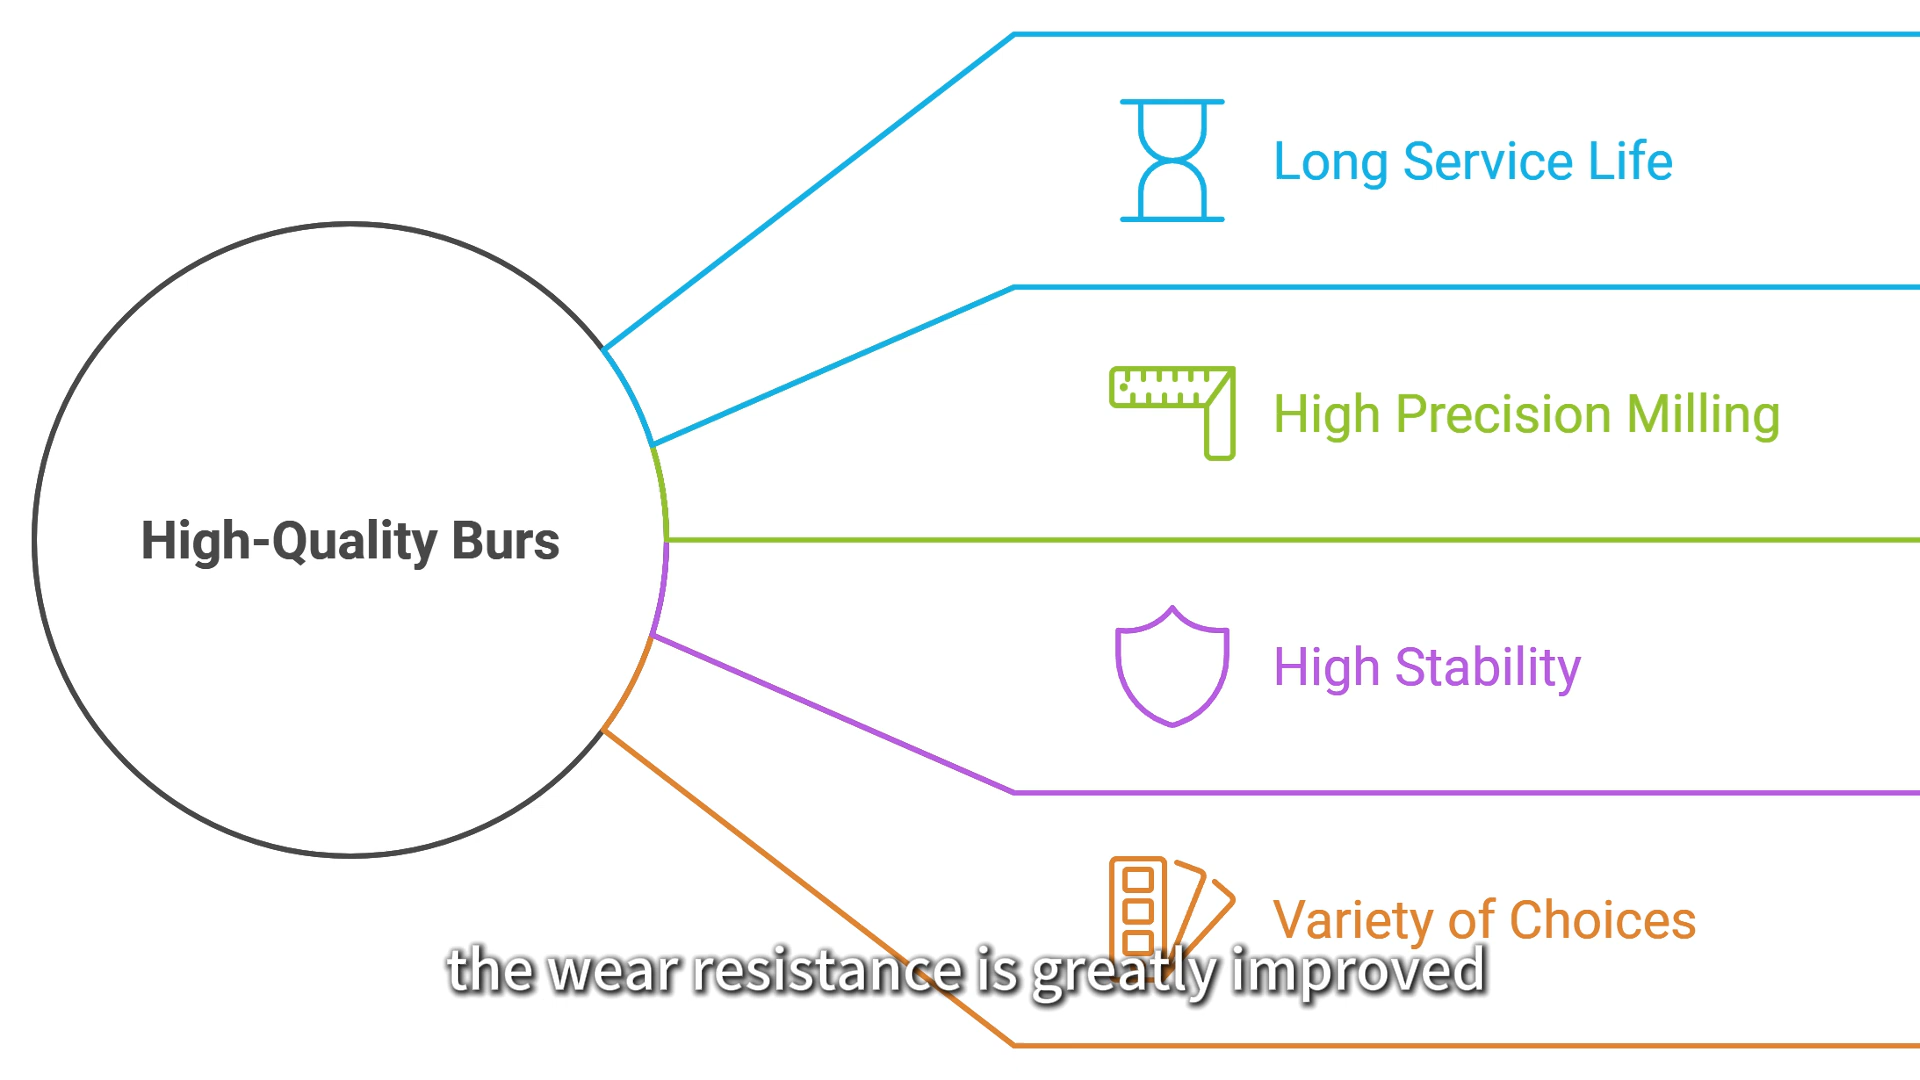 High-Quality Burs
Long Service Life
High Precision Milling
High Stability
Variety of Choices
the wear resistance is greatly improved